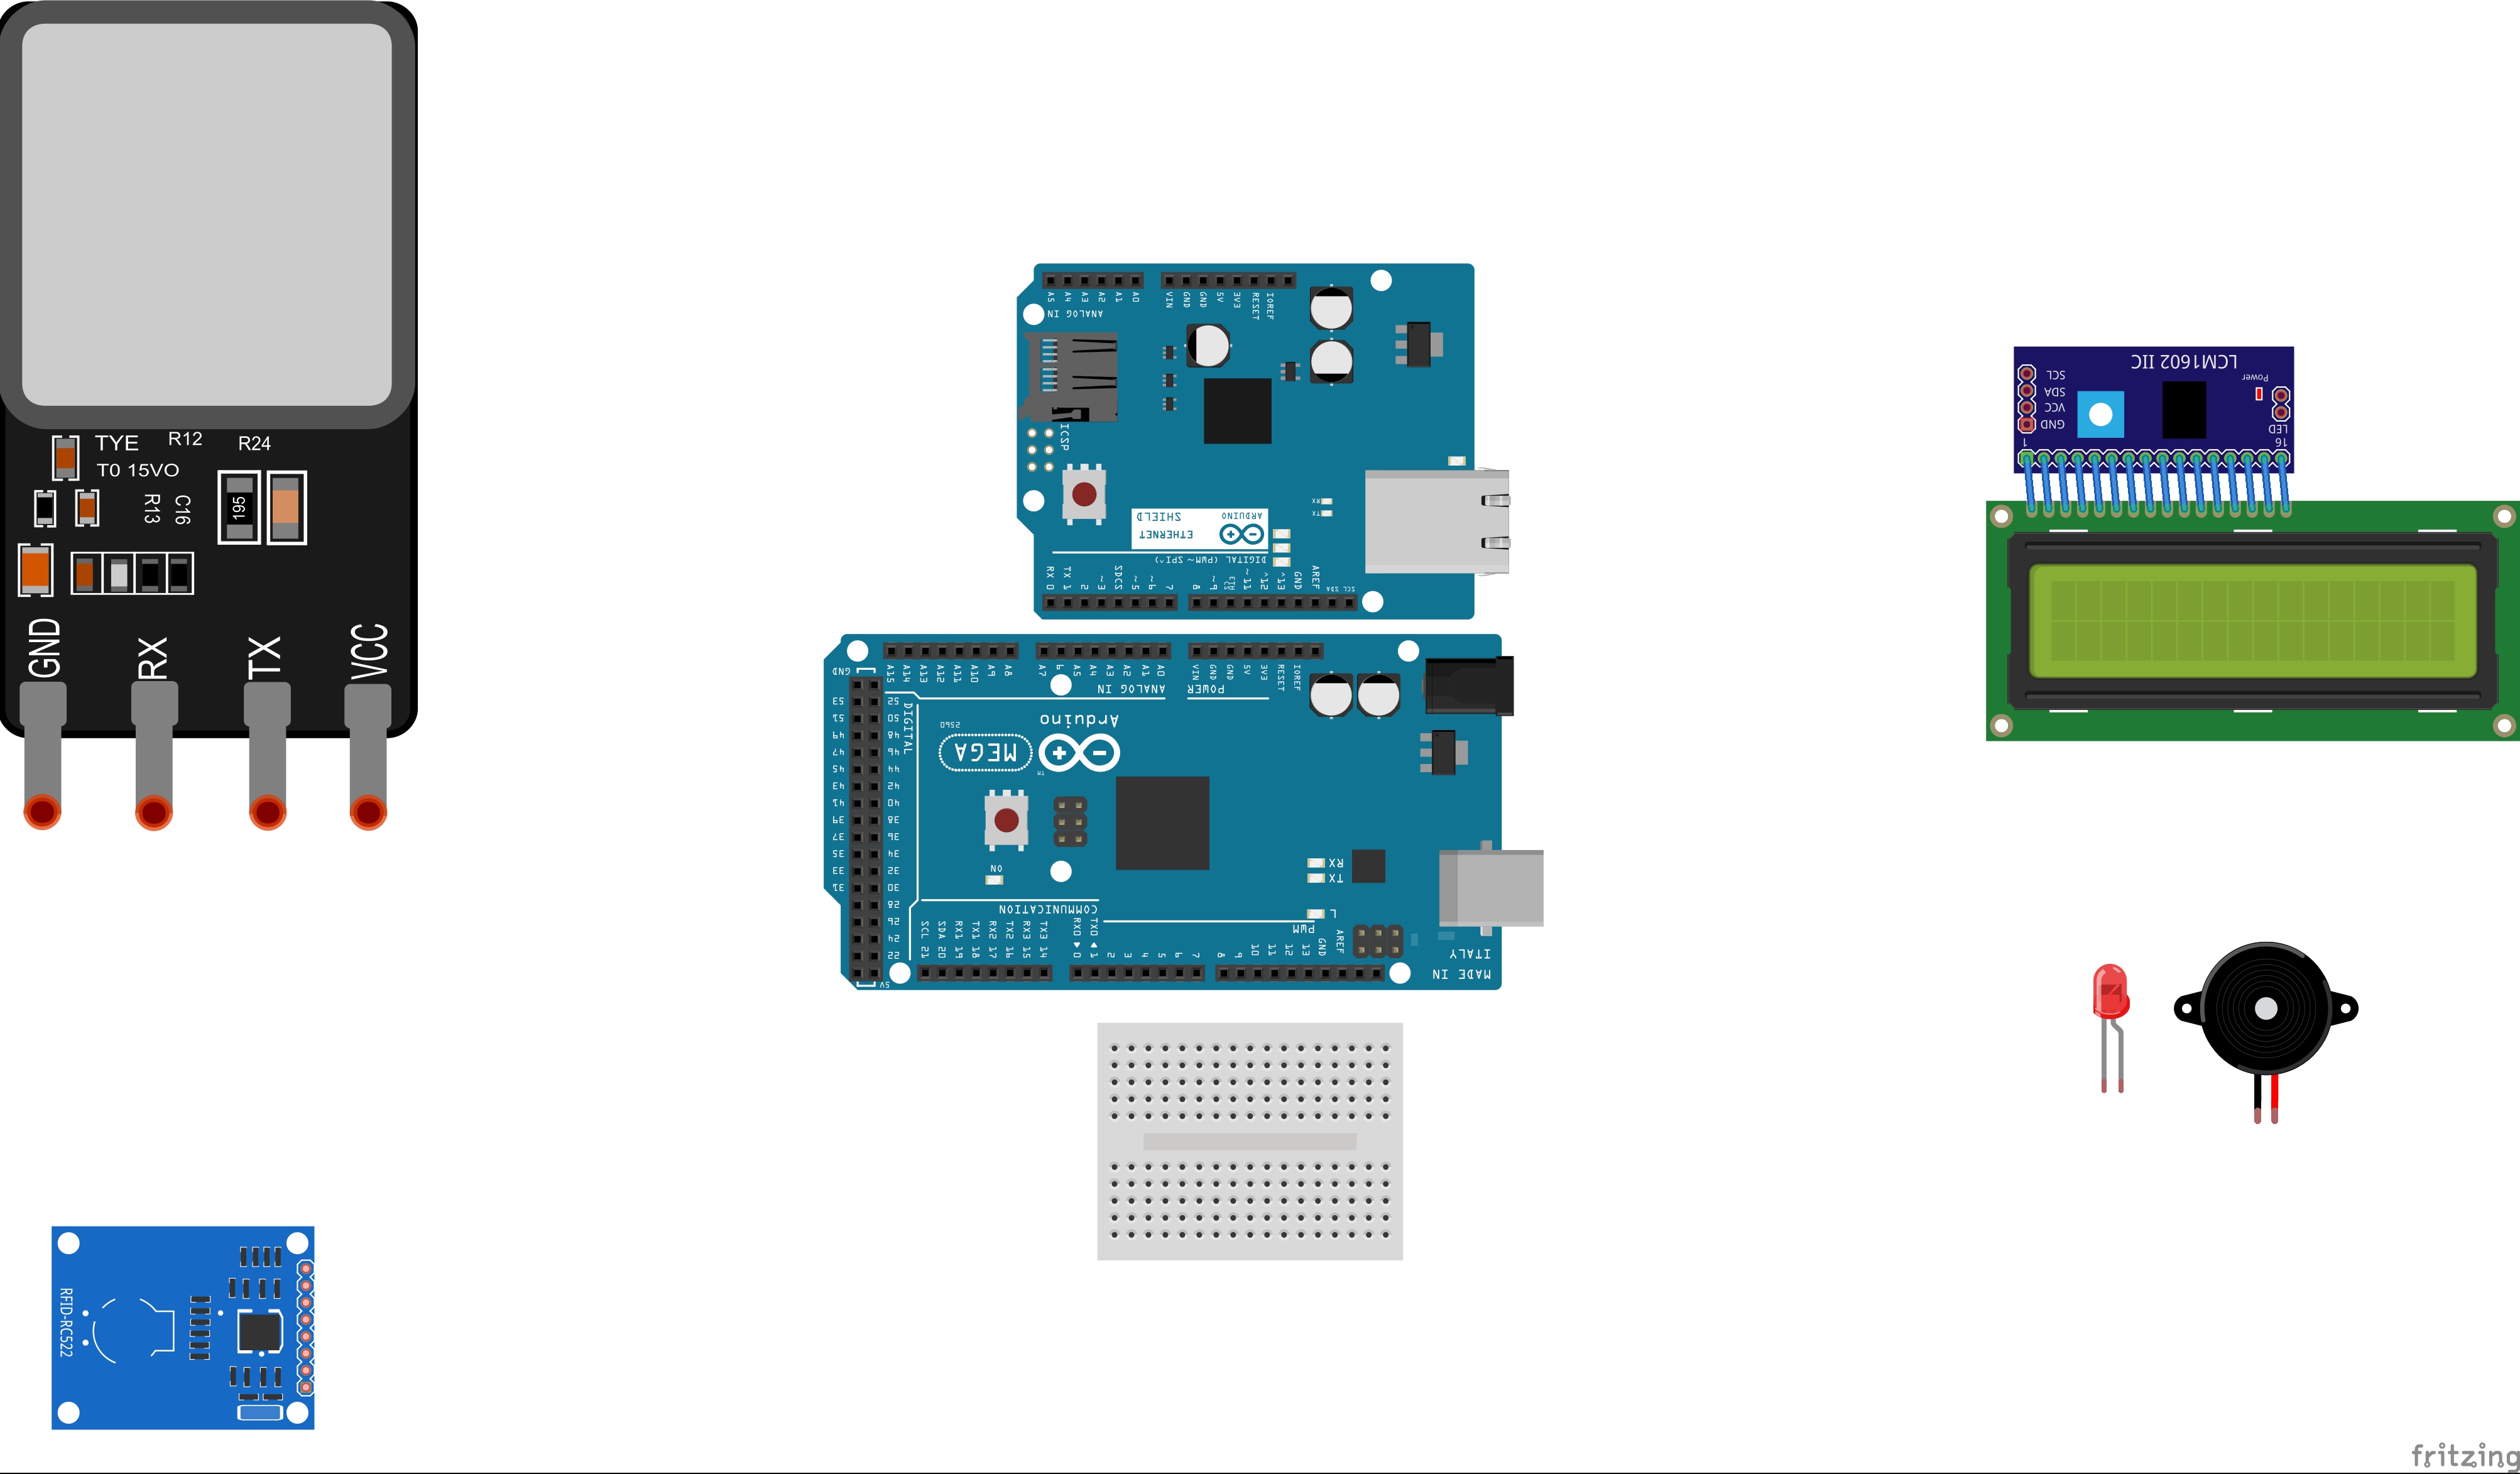 TYE
R12
R24
T0 15VO
R13
C16
195
GND
RX
TX
VCC
RFID-RC522
A5 A4 A3 A2 A1 A0
VIN GND GND 5V 3V3 RESET IOREF
ANALOG IN
ICSP
ARDUINO
ETHERNET
SHIELD
RX
TX
DIGITAL (PWM~ SPI^)
RX 0 TX 1 2 ~3 SDCS ~5 ~6 7
8 ~9 ETH CS ~11 ^12 ^13 GND AREF SDA SCL
GND
A15 A14 A13 A12 A11 A10 A9 A8
A7 6 A5 A4 A3 A2 A1 A0
VIN GND GND 5V 3V3 RESET IOREF
ANALOG IN
POWER
DIGITAL
53 52
51 50
49 48
47 46
45 44
43 42
41 40
39 38
37 36
35 34
33 32
31 30
28
26
24
22
5V
2560
Arduino
MEGA
TM
ON
RX
TX
L
COMMUNICATION
PWM
SCL 21 SDA 20 RX1 19 TX1 18 RX2 17 TX2 16 RX3 15 TX3 14
RX0 0 TX0 1 2 3 4 5 6 7
8 9 10 11 12 13 GND AREF
MADE IN
ITALY
LCM1602 IIC
SCL
SDA
VCC
GND
Power
LED
1
16
fritzing